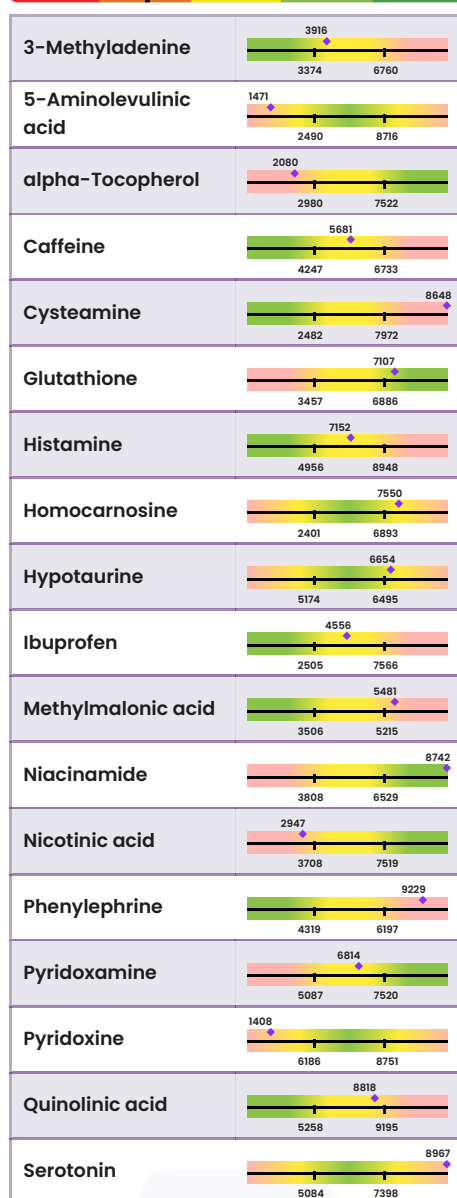 3-Methyladenine
3916
3374 6760
5-Aminolevulinic
acid
1471
2490 8716
alpha-Tocopherol
2080
2980 7522
Caffeine
5681
4247 6733
Cysteamine
8648
2482 7972
Glutathione
7107
3457 6886
Histamine
7152
4956 8948
Homocarnosine
7550
2401 6893
Hypotaurine
6654
5174 6495
Ibuprofen
4556
2505 7566
Methylmalonic acid
5481
3506 5215
Niacinamide
8742
3808 6529
Nicotinic acid
2947
3708 7519
Phenylephrine
9229
4319 6197
Pyridoxamine
6814
5087 7520
Pyridoxine
1408
6186 8751
Quinolinic acid
8818
5258 9195
Serotonin
8967
5084 7398